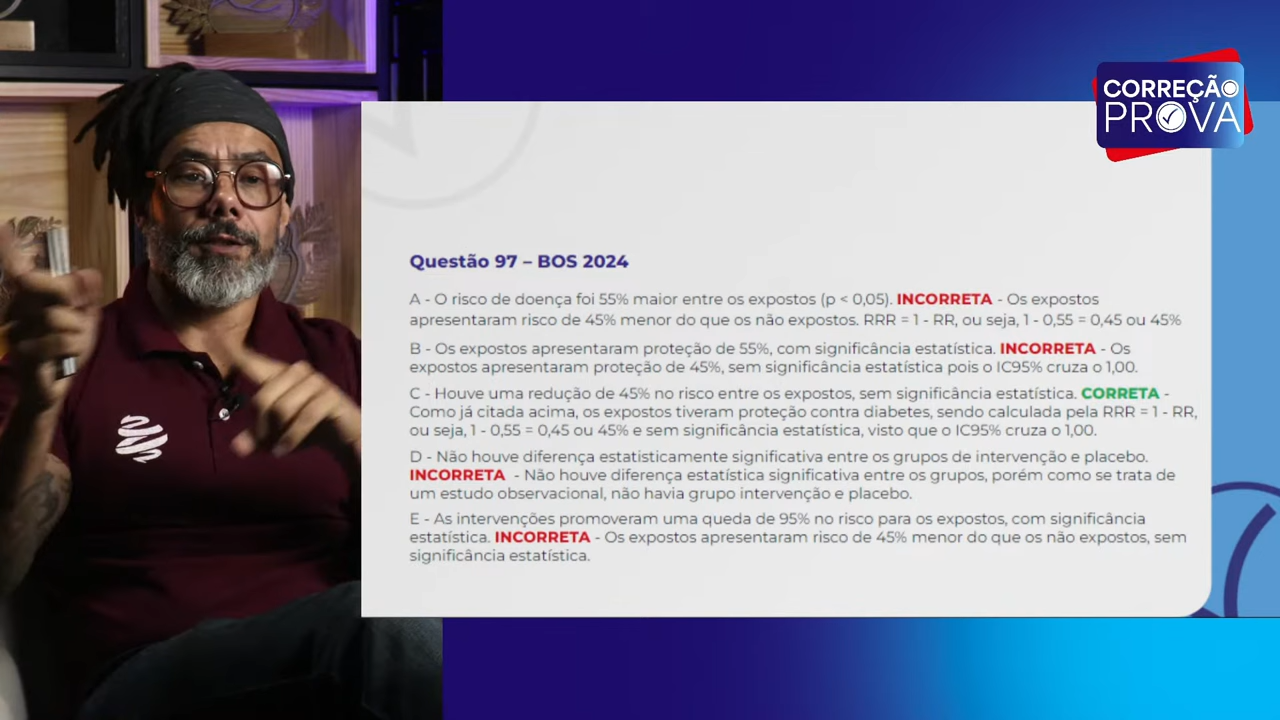 CORREÇÃO
PROVA
Questão 97 – BOS 2024
A - O risco de doença foi 55% maior entre os expostos (p < 0,05). INCORRETA - Os expostos
apresentaram risco de 45% menor do que os não expostos. RRR = 1 - RR, ou seja, 1 - 0,55 = 0,45 ou 45%
B - Os expostos apresentaram proteção de 55%, com significância estatística. INCORRETA - Os
expostos apresentaram proteção de 45%, sem significância estatística pois o IC95% cruza o 1,00.
C - Houve uma redução de 45% no risco entre os expostos, sem significância estatística. CORRETA -
Como já citada acima, os expostos tiveram proteção contra diabetes, sendo calculada pela RRR = 1 - RR,
ou seja, 1 - 0,55 = 0,45 ou 45% e sem significância estatística, visto que o IC95% cruza o 1,00.
D - Não houve diferença estatisticamente significativa entre os grupos de intervenção e placebo.
INCORRETA - Não houve diferença estatística significativa entre os grupos, porém como se trata de
um estudo observacional, não havia grupo intervenção e placebo.
E - As intervenções promoveram uma queda de 95% no risco para os expostos, com significância
estatística. INCORRETA - Os expostos apresentaram risco de 45% menor do que os não expostos, sem
significância estatística.